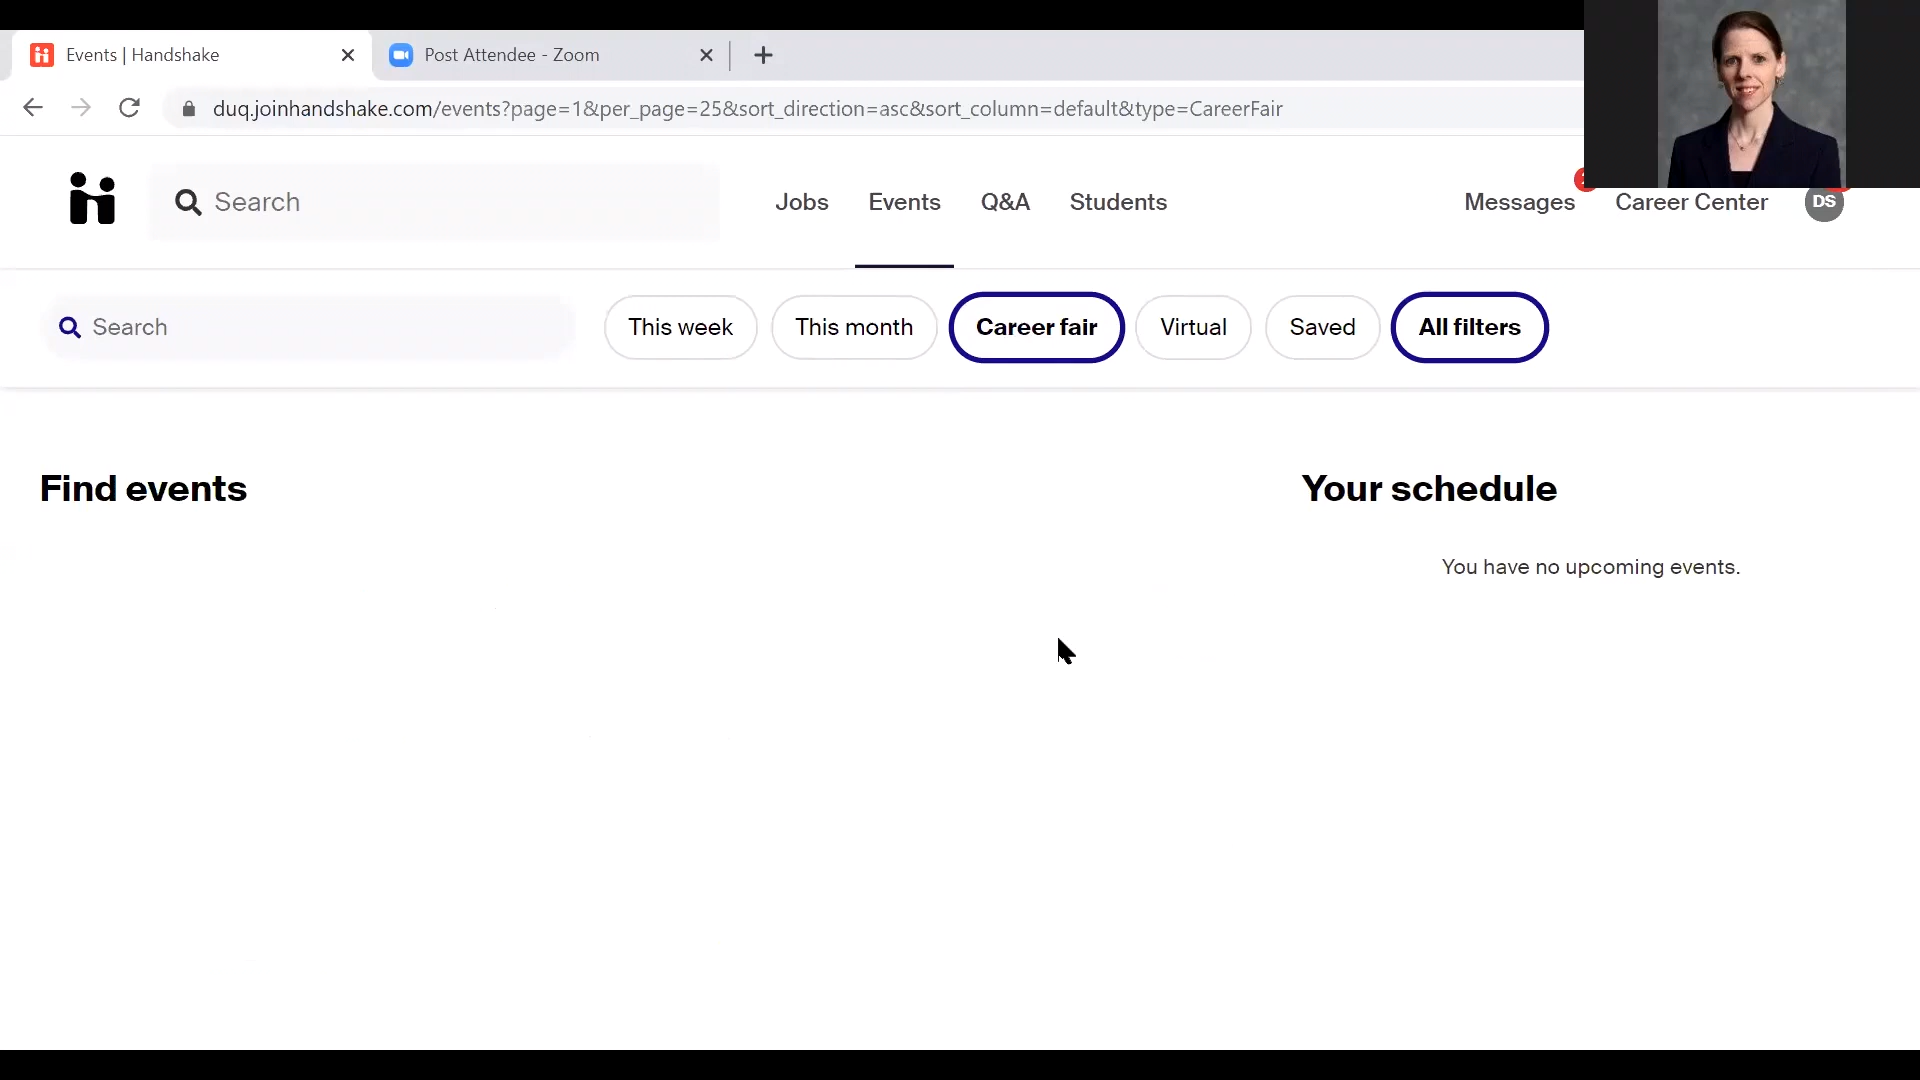 Events | Handshake
Post Attendee - Zoom
duq.joinhandshake.com/events?page=1&per_page=25&sort_direction=asc&sort_column=default&type=CareerFair
Search
Jobs
Events
Q&A
Students
Messages
Career Center
DS
Search
This week
This month
Career fair
Virtual
Saved
All filters
Find events
Your schedule
You have no upcoming events.